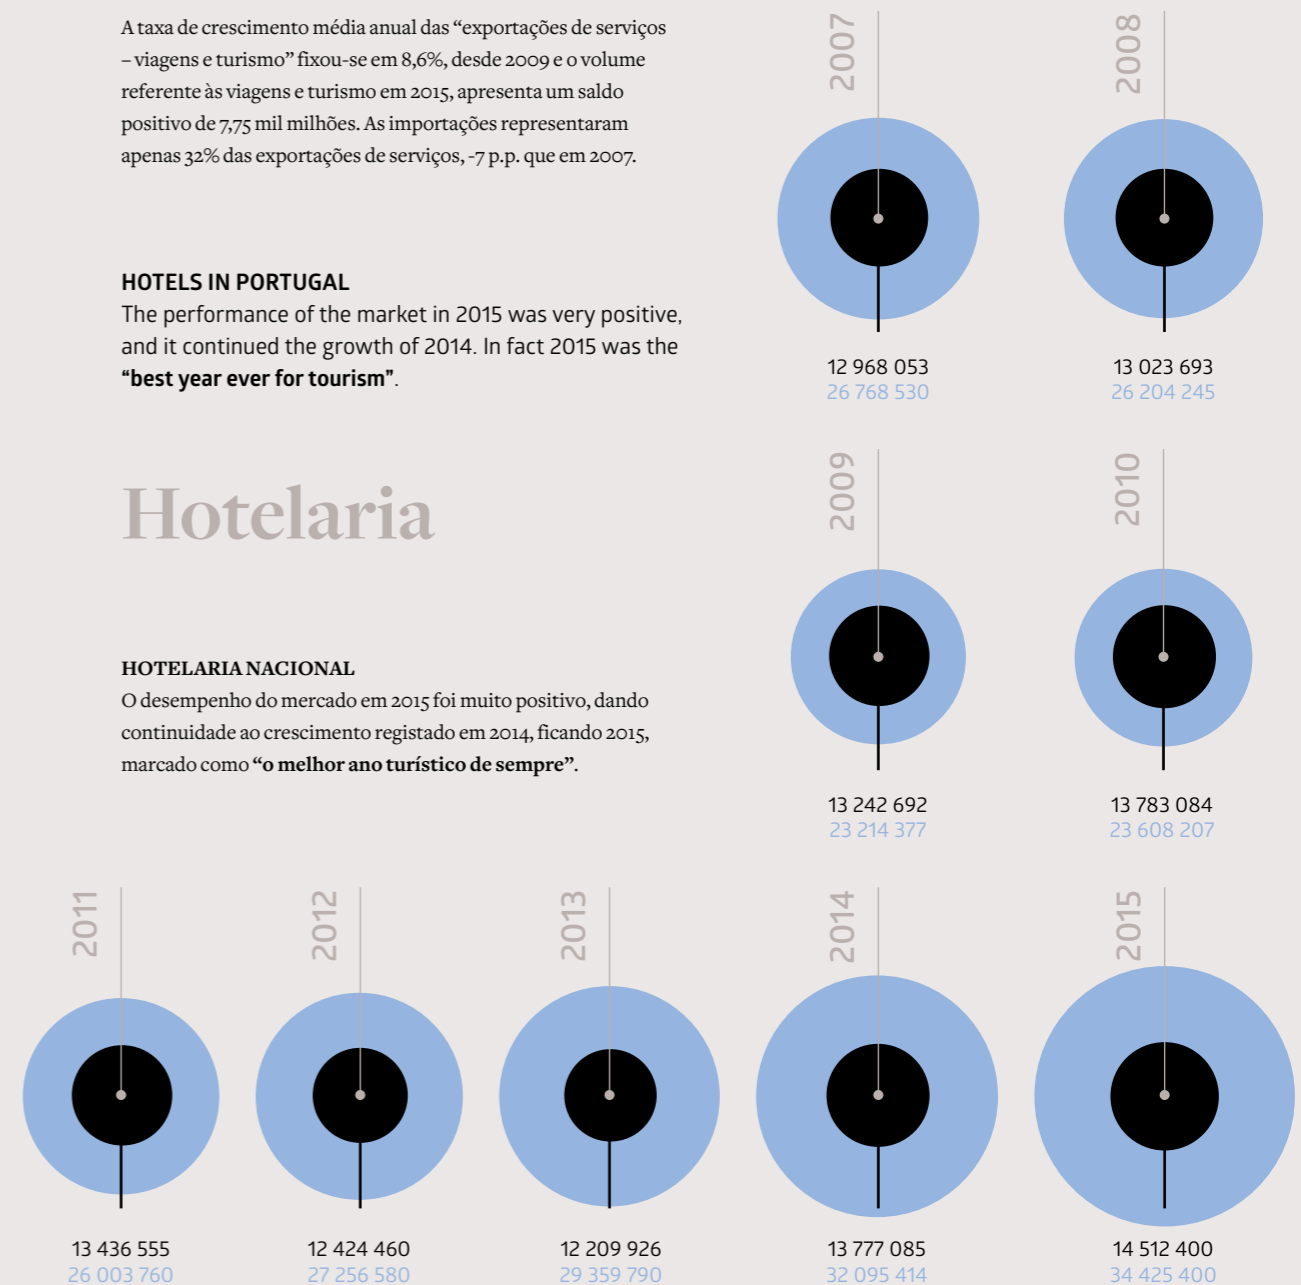 A taxa de crescimento média anual das “exportações de serviços
– viagens e turismo” fixou-se em 8,6%, desde 2009 e o volume
referente às viagens e turismo em 2015, apresenta um saldo
positivo de 7,75 mil milhões. As importações representaram
apenas 32% das exportações de serviços, -7 p.p. que em 2007.
HOTELS IN PORTUGAL
The performance of the market in 2015 was very positive,
and it continued the growth of 2014. In fact 2015 was the
“best year ever for tourism”.
Hotelaria
HOTELARIA NACIONAL
O desempenho do mercado em 2015 foi muito positivo, dando
continuidade ao crescimento registado em 2014, ficando 2015,
marcado como “o melhor ano turístico de sempre”.
2007
12 968 053
26 768 530
2008
13 023 693
26 204 245
2009
13 242 692
23 214 377
2010
13 783 084
23 608 207
2011
13 436 555
26 003 760
2012
12 424 460
27 256 580
2013
12 209 926
29 359 790
2014
13 777 085
32 095 414
2015
14 512 400
34 425 400